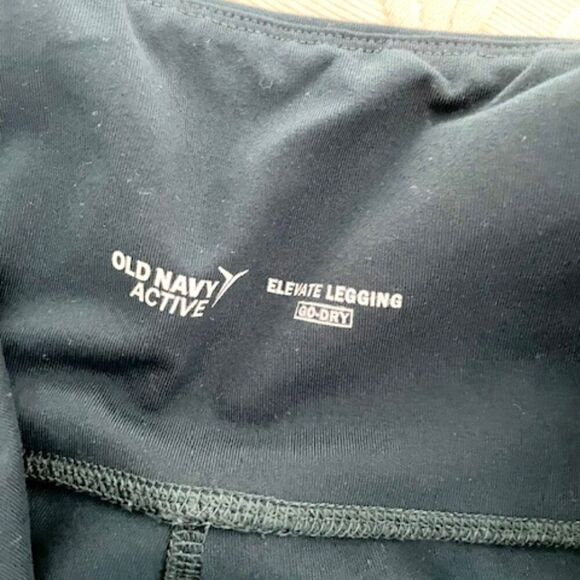 OLD NAVY
ACTIVE
ELEVATE LEGGING
GO-DRY